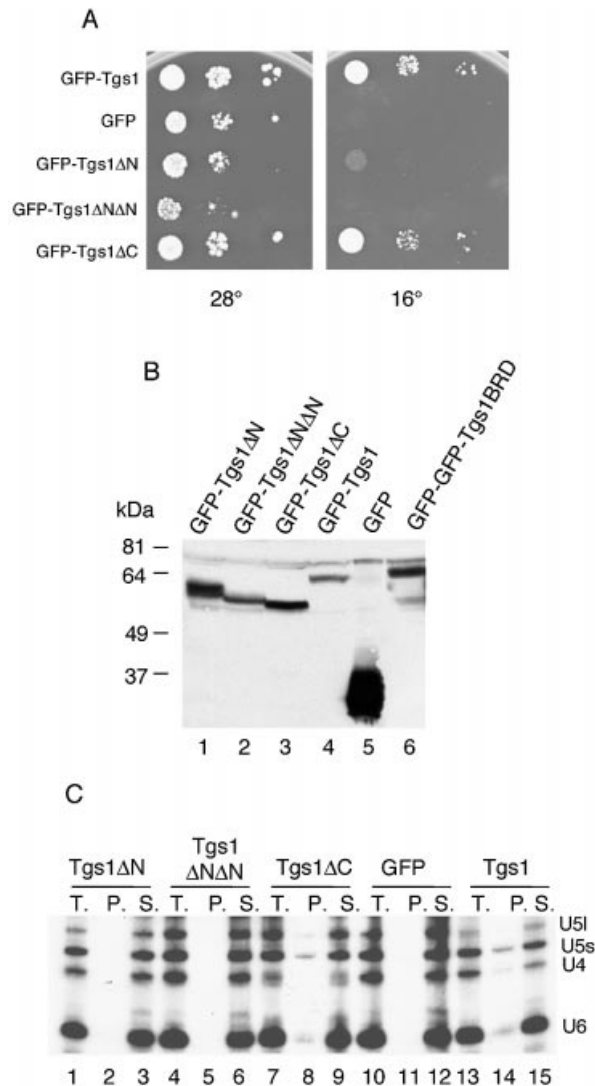 A
GFP-Tgs1
GFP
GFP-Tgs1ΔN
GFP-Tgs1ΔNΔN
GFP-Tgs1ΔC
28° 16°
B
GFP-Tgs1ΔN GFP-Tgs1ΔNΔN GFP-Tgs1ΔC GFP-Tgs1 GFP GFP-GFP-Tgs1BRD
kDa
81
64
49
37
1 2 3 4 5 6
C
Tgs1ΔN Tgs1 ΔNΔN Tgs1ΔC GFP Tgs1
T. P. S. T. P. S. T. P. S. T. P. S. T. P. S.
U5l
U5s
U4
U6
1 2 3 4 5 6 7 8 9 10 11 12 13 14 15